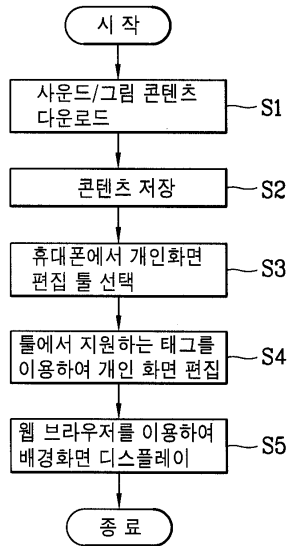 시 작
사운드/그림 콘텐츠
다운로드
S1
콘텐츠 저장
S2
휴대폰에서 개인화면
편집 툴 선택
S3
툴에서 지원하는 태그를
이용하여 개인 화면 편집
S4
웹 브라우저를 이용하여
배경화면 디스플레이
S5
종 료